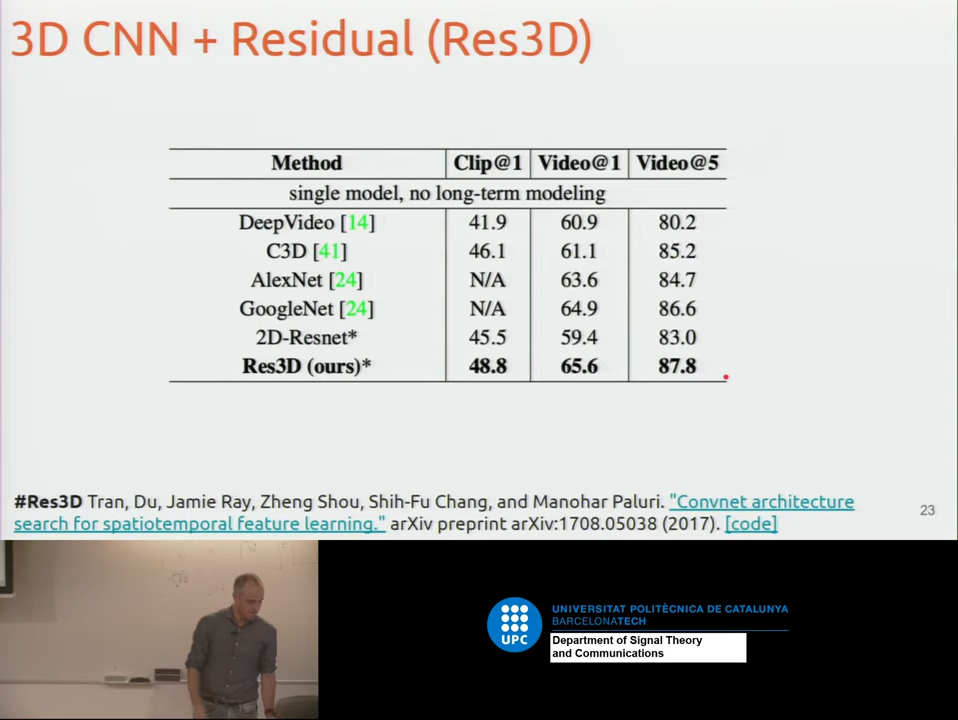 3D CNN + Residual (Res3D)
Method Clip@1 Video@1 Video@5
single model, no long-term modeling
DeepVideo [14] 41.9 60.9 80.2
C3D [41] 46.1 61.1 85.2
AlexNet [24] N/A 63.6 84.7
GoogleNet [24] N/A 64.9 86.6
2D-Resnet* 45.5 59.4 83.0
Res3D (ours)* 48.8 65.6 87.8
#Res3D Tran, Du, Jamie Ray, Zheng Shou, Shih-Fu Chang, and Manohar Paluri. "Convnet architecture
search for spatiotemporal feature learning." arXiv preprint arXiv:1708.05038 (2017). [code]
23
UPC
UNIVERSITAT POLITÈCNICA DE CATALUNYA
BARCELONATECH
Department of Signal Theory
and Communications